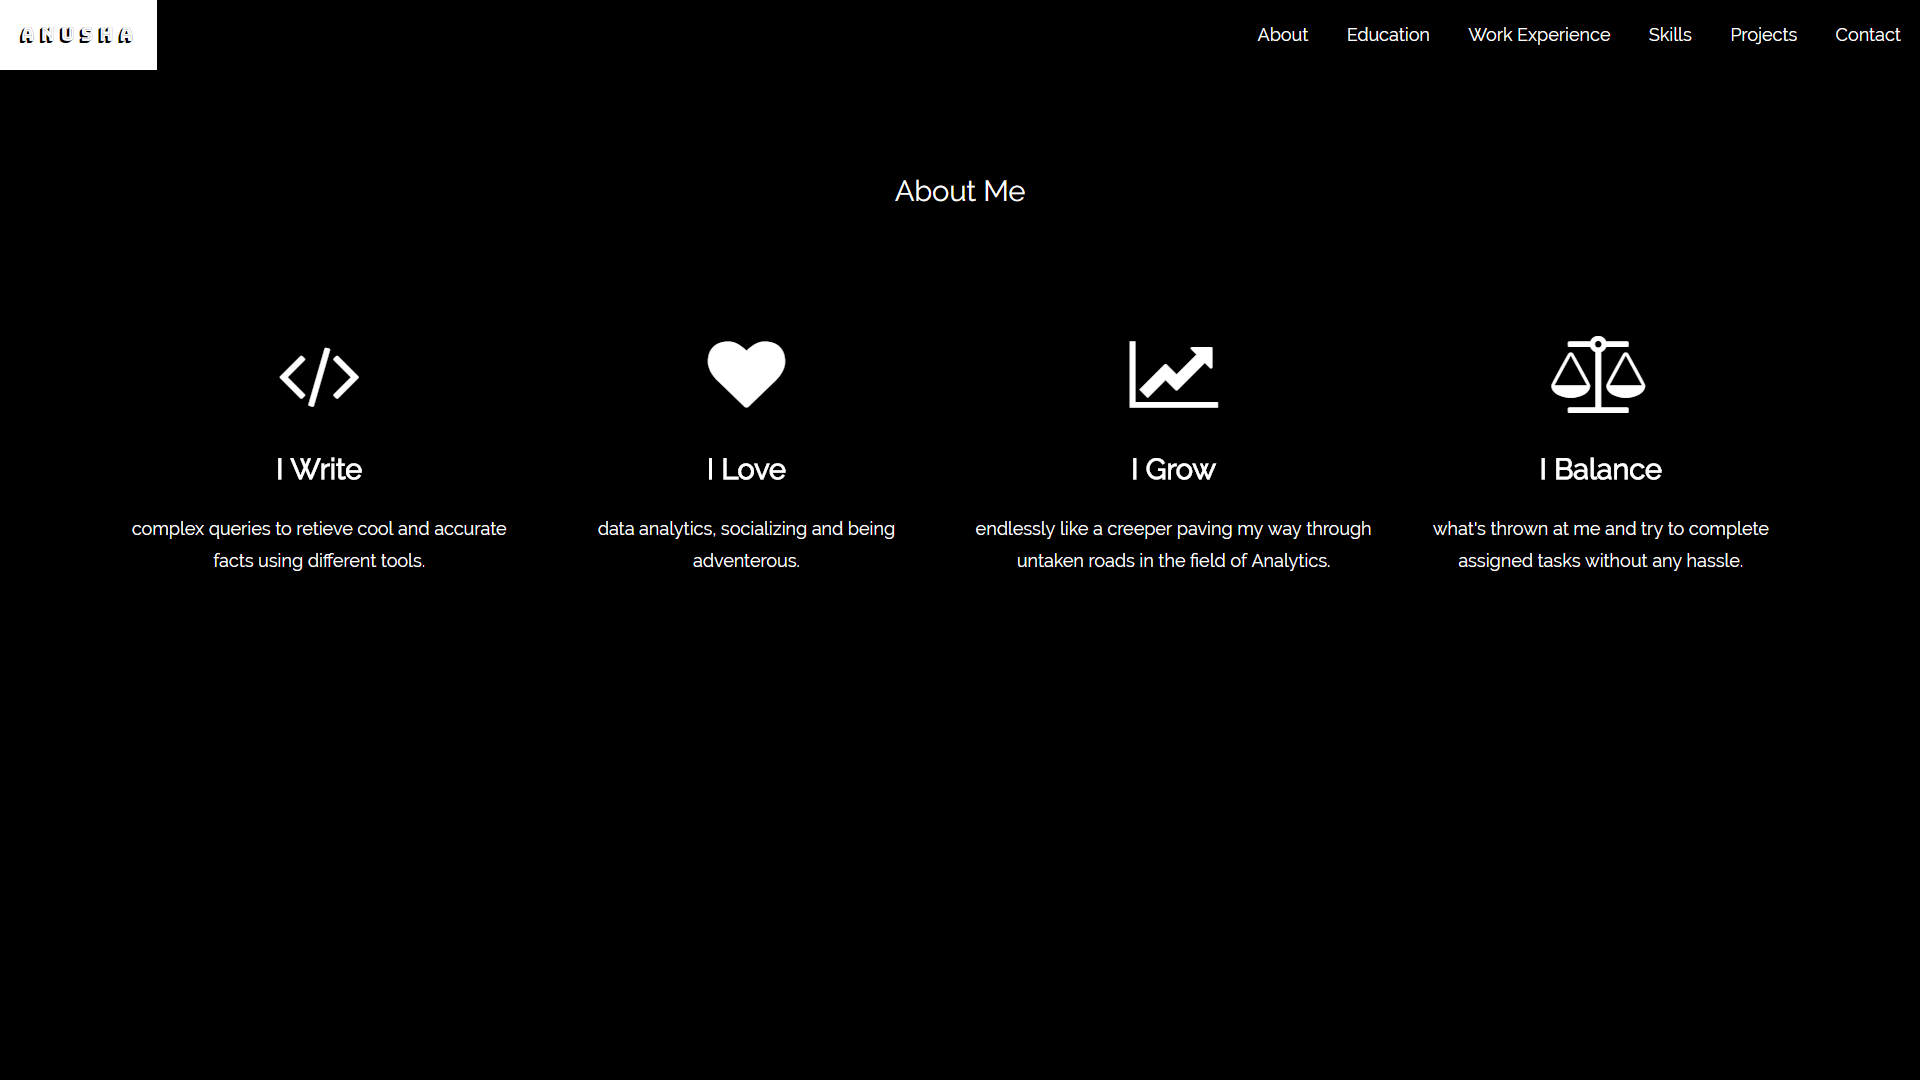 ANUSHA
About Education Work Experience Skills Projects Contact
About Me
I Write
complex queries to retieve cool and accurate
facts using different tools.
I Love
data analytics, socializing and being
adventerous.
I Grow
endlessly like a creeper paving my way through
untaken roads in the field of Analytics.
I Balance
what's thrown at me and try to complete
assigned tasks without any hassle.